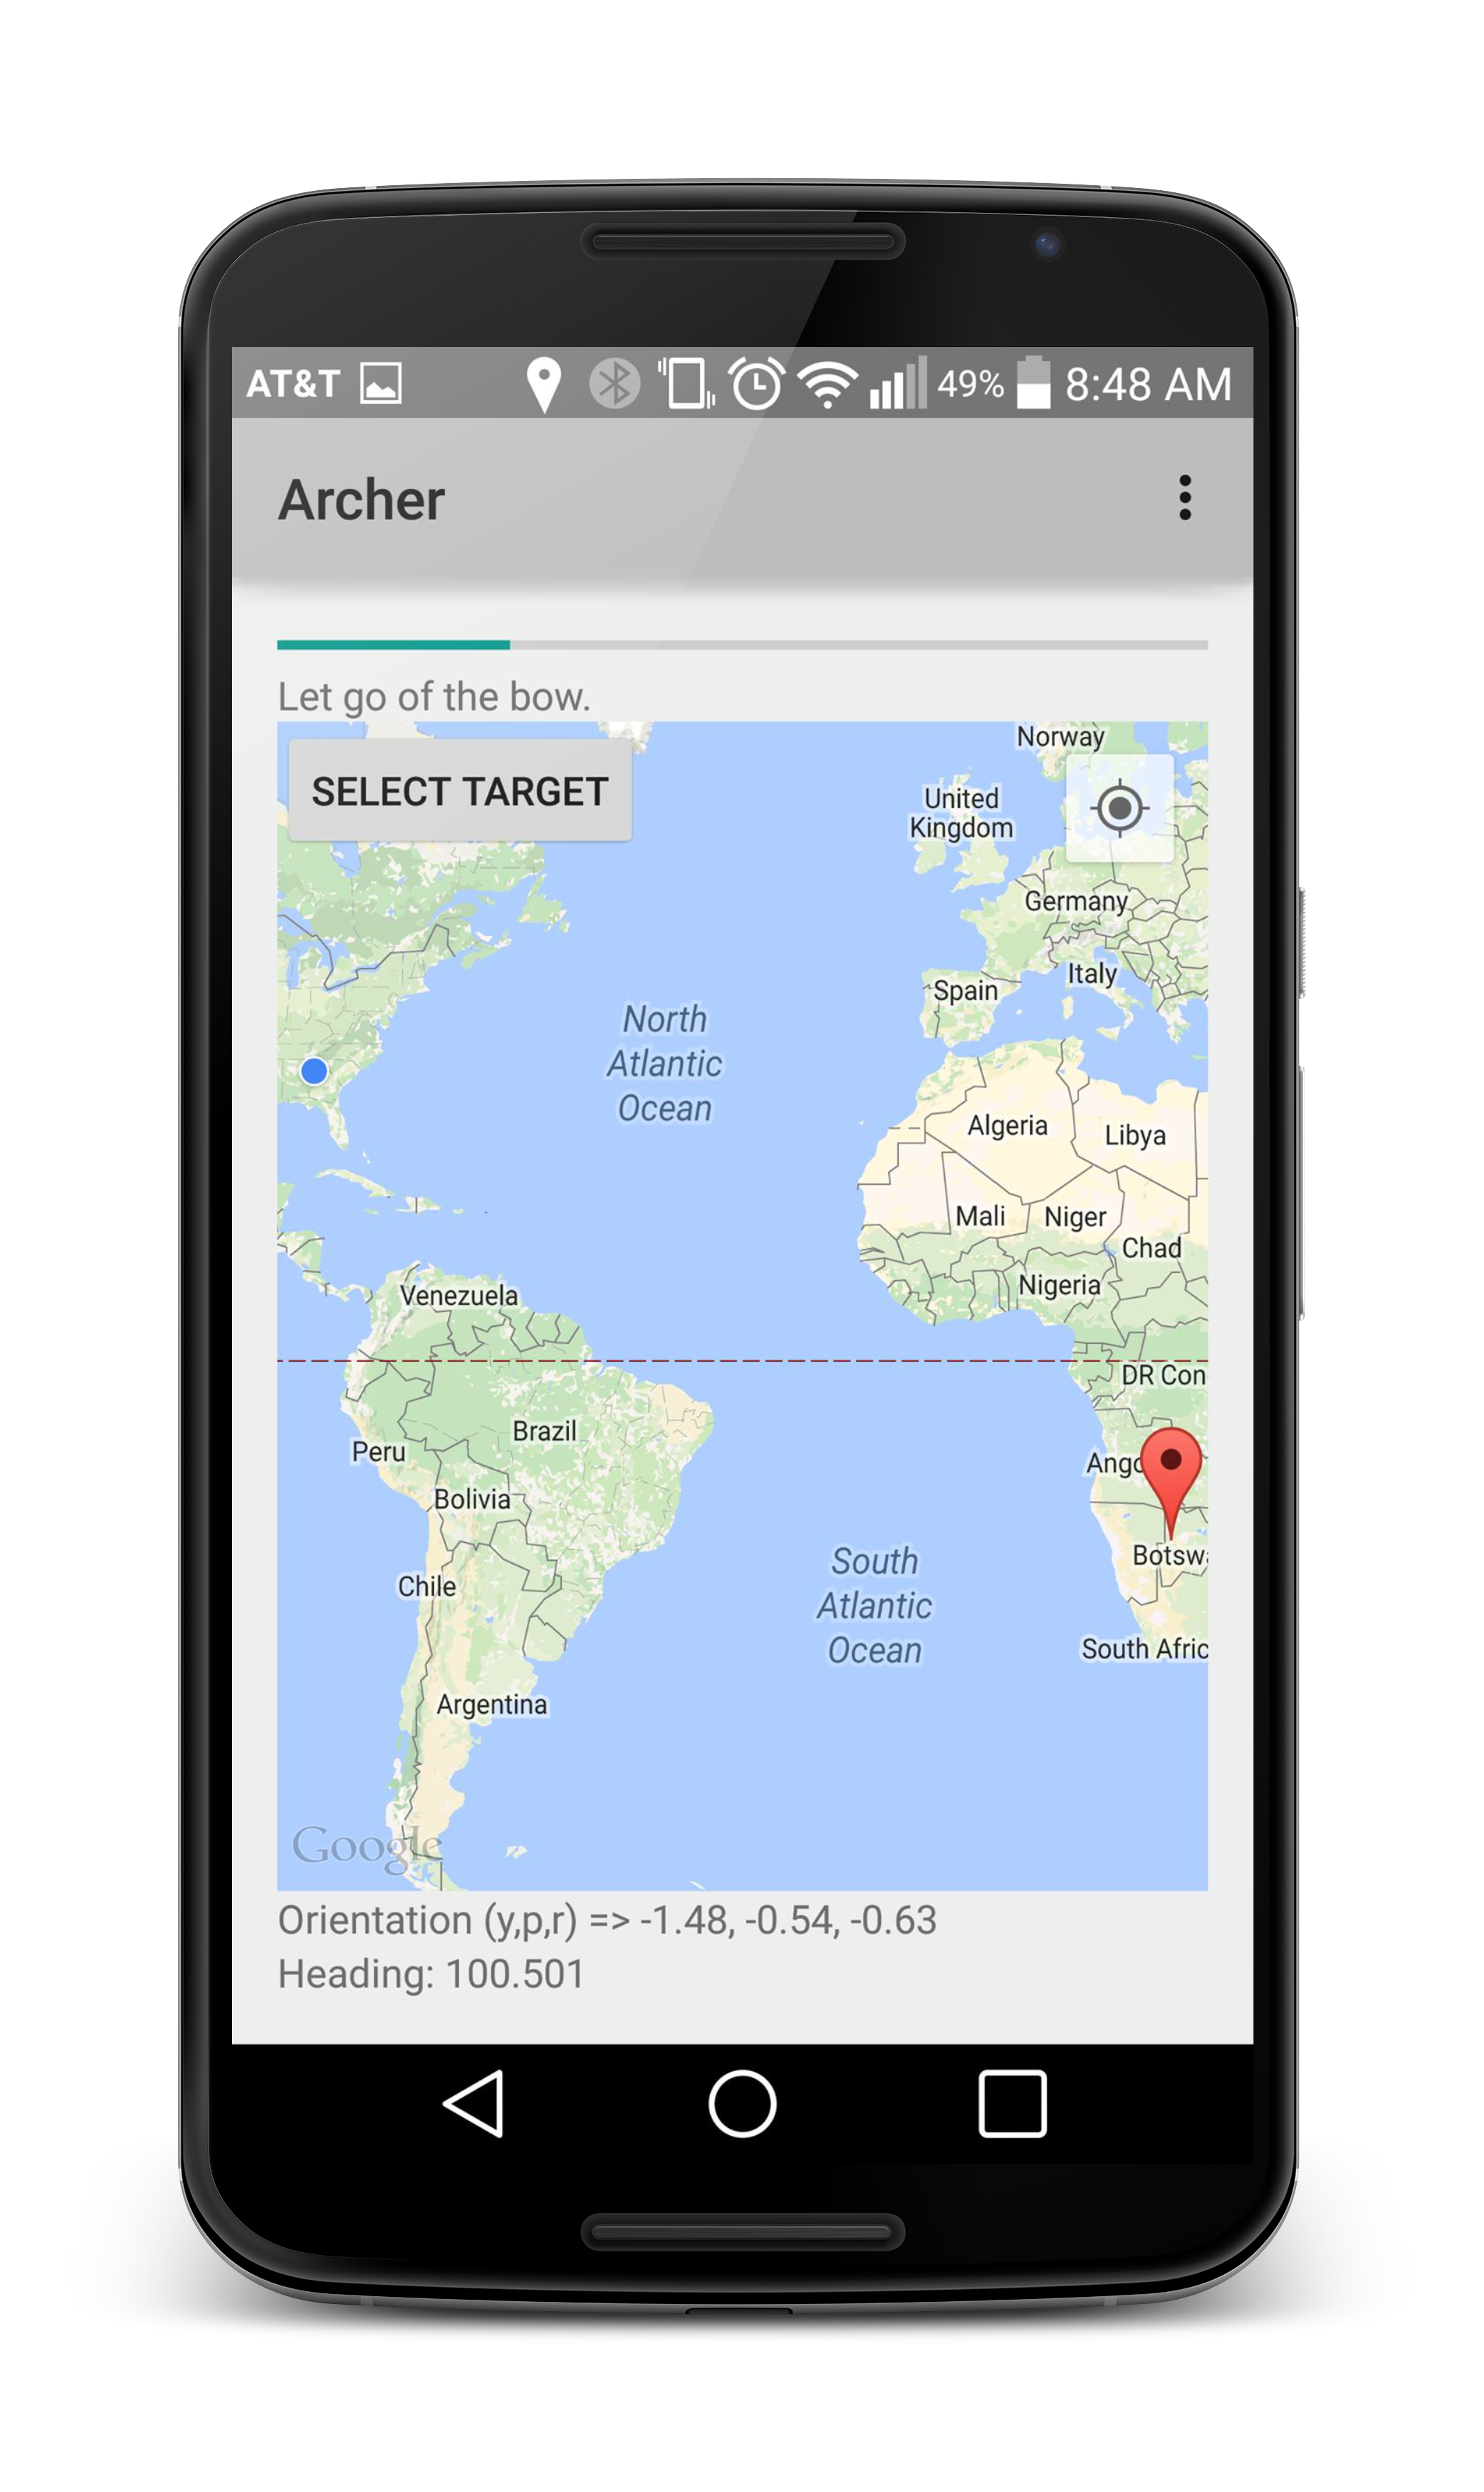 AT&T 49% 8:48 AM
Archer
Let go of the bow.
SELECT TARGET
Norway
United
Kingdom
Germany
Italy
Spain
North
Atlantic
Ocean
Algeria
Libya
Mali
Niger
Chad
Nigeria
Venezuela
DR Con
Brazil
Peru
Ango
Bolivia
Botsw
South
Atlantic
Ocean
Chile
South Afric
Argentina
Google
Orientation (y,p,r) => -1.48, -0.54, -0.63
Heading: 100.501